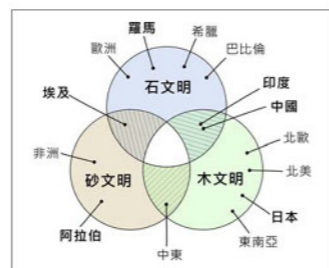 羅馬
希臘
歐洲
巴比倫
石文明
埃及
印度
中國
北歐
非洲
砂文明
木文明
北美
日本
阿拉伯
東南亞
中東